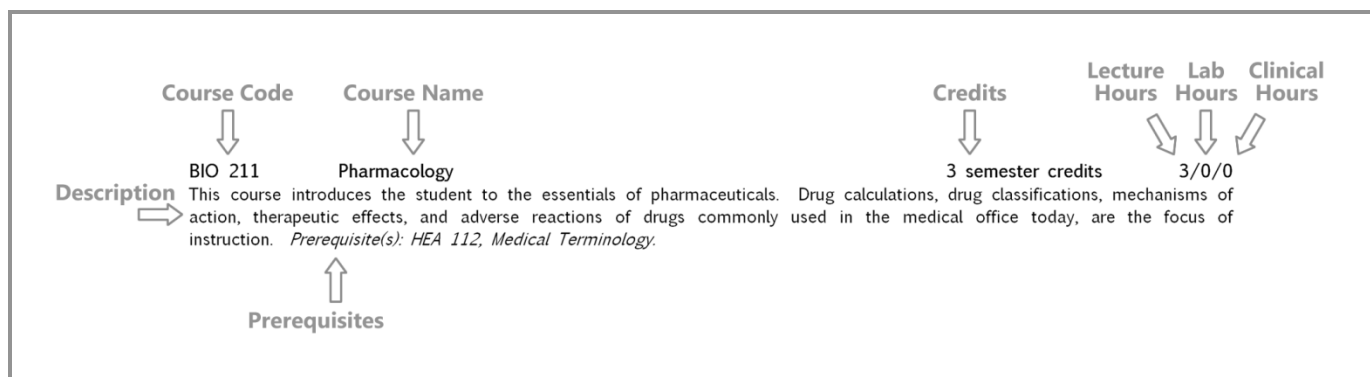 Lecture Lab Clinical
Course Code Course Name Credits Hours Hours Hours
BIO 211 Pharmacology 3 semester credits 3/0/0
Description This course introduces the student to the essentials of pharmaceuticals. Drug calculations, drug classifications, mechanisms of
action, therapeutic effects, and adverse reactions of drugs commonly used in the medical office today, are the focus of
instruction. Prerequisite(s): HEA 112, Medical Terminology.
Prerequisites